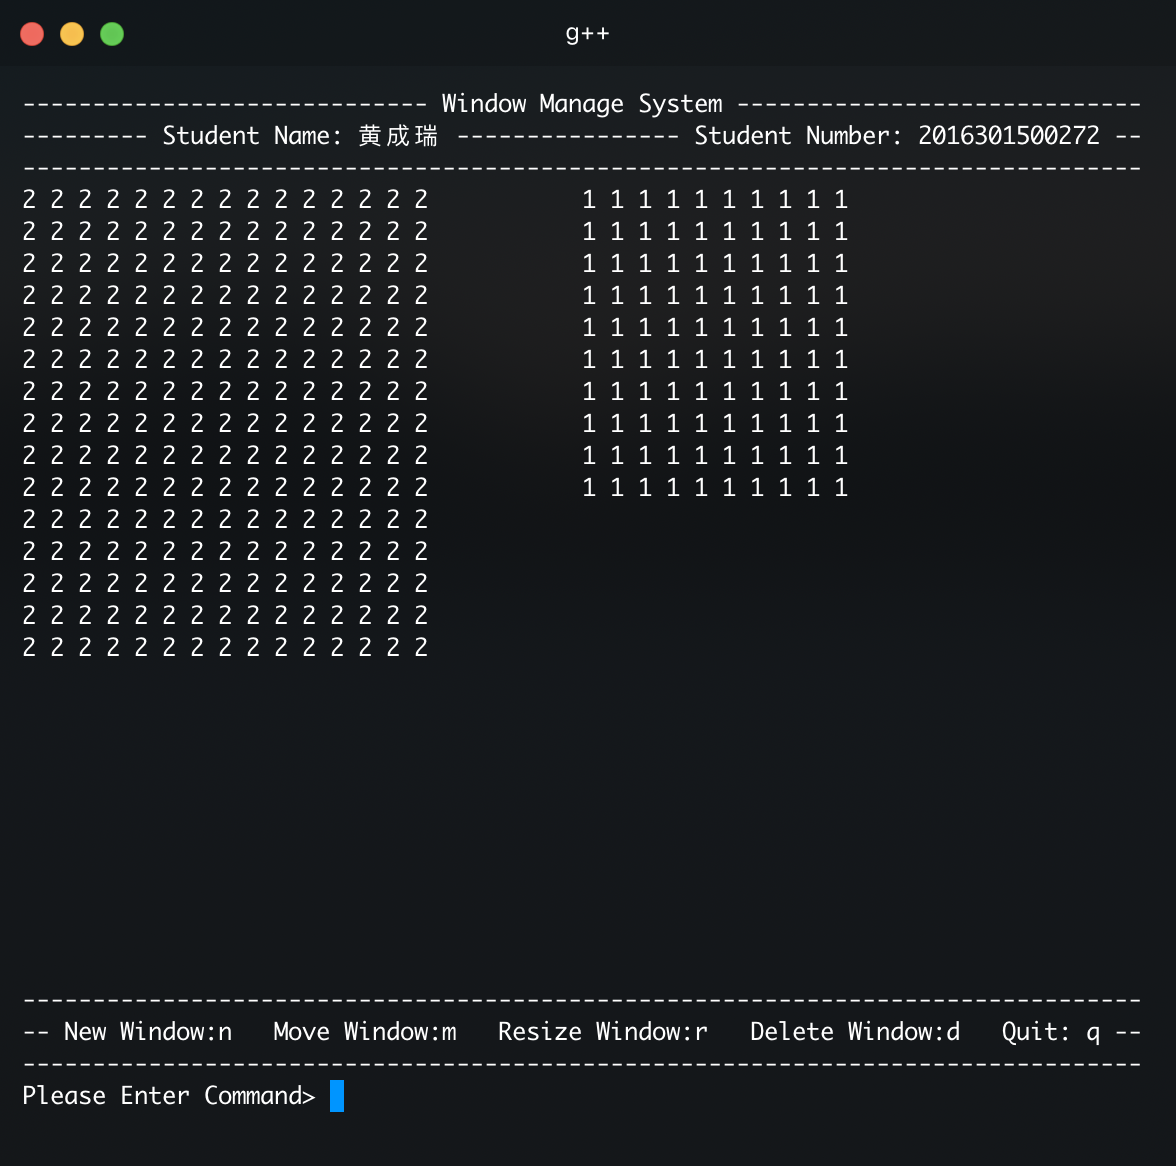 g++
----------------------------- Window Manage System -----------------------------
--------- Student Name: 黄成瑞 ---------------- Student Number: 2016301500272 --
--------------------------------------------------------------------------------
2 2 2 2 2 2 2 2 2 2 2 2 2 2 2           1 1 1 1 1 1 1 1 1 1
2 2 2 2 2 2 2 2 2 2 2 2 2 2 2           1 1 1 1 1 1 1 1 1 1
2 2 2 2 2 2 2 2 2 2 2 2 2 2 2           1 1 1 1 1 1 1 1 1 1
2 2 2 2 2 2 2 2 2 2 2 2 2 2 2           1 1 1 1 1 1 1 1 1 1
2 2 2 2 2 2 2 2 2 2 2 2 2 2 2           1 1 1 1 1 1 1 1 1 1
2 2 2 2 2 2 2 2 2 2 2 2 2 2 2           1 1 1 1 1 1 1 1 1 1
2 2 2 2 2 2 2 2 2 2 2 2 2 2 2           1 1 1 1 1 1 1 1 1 1
2 2 2 2 2 2 2 2 2 2 2 2 2 2 2           1 1 1 1 1 1 1 1 1 1
2 2 2 2 2 2 2 2 2 2 2 2 2 2 2           1 1 1 1 1 1 1 1 1 1
2 2 2 2 2 2 2 2 2 2 2 2 2 2 2           1 1 1 1 1 1 1 1 1 1
2 2 2 2 2 2 2 2 2 2 2 2 2 2 2
2 2 2 2 2 2 2 2 2 2 2 2 2 2 2
2 2 2 2 2 2 2 2 2 2 2 2 2 2 2
2 2 2 2 2 2 2 2 2 2 2 2 2 2 2
2 2 2 2 2 2 2 2 2 2 2 2 2 2 2
--------------------------------------------------------------------------------
-- New Window:n   Move Window:m   Resize Window:r   Delete Window:d   Quit: q --
--------------------------------------------------------------------------------
Please Enter Command>